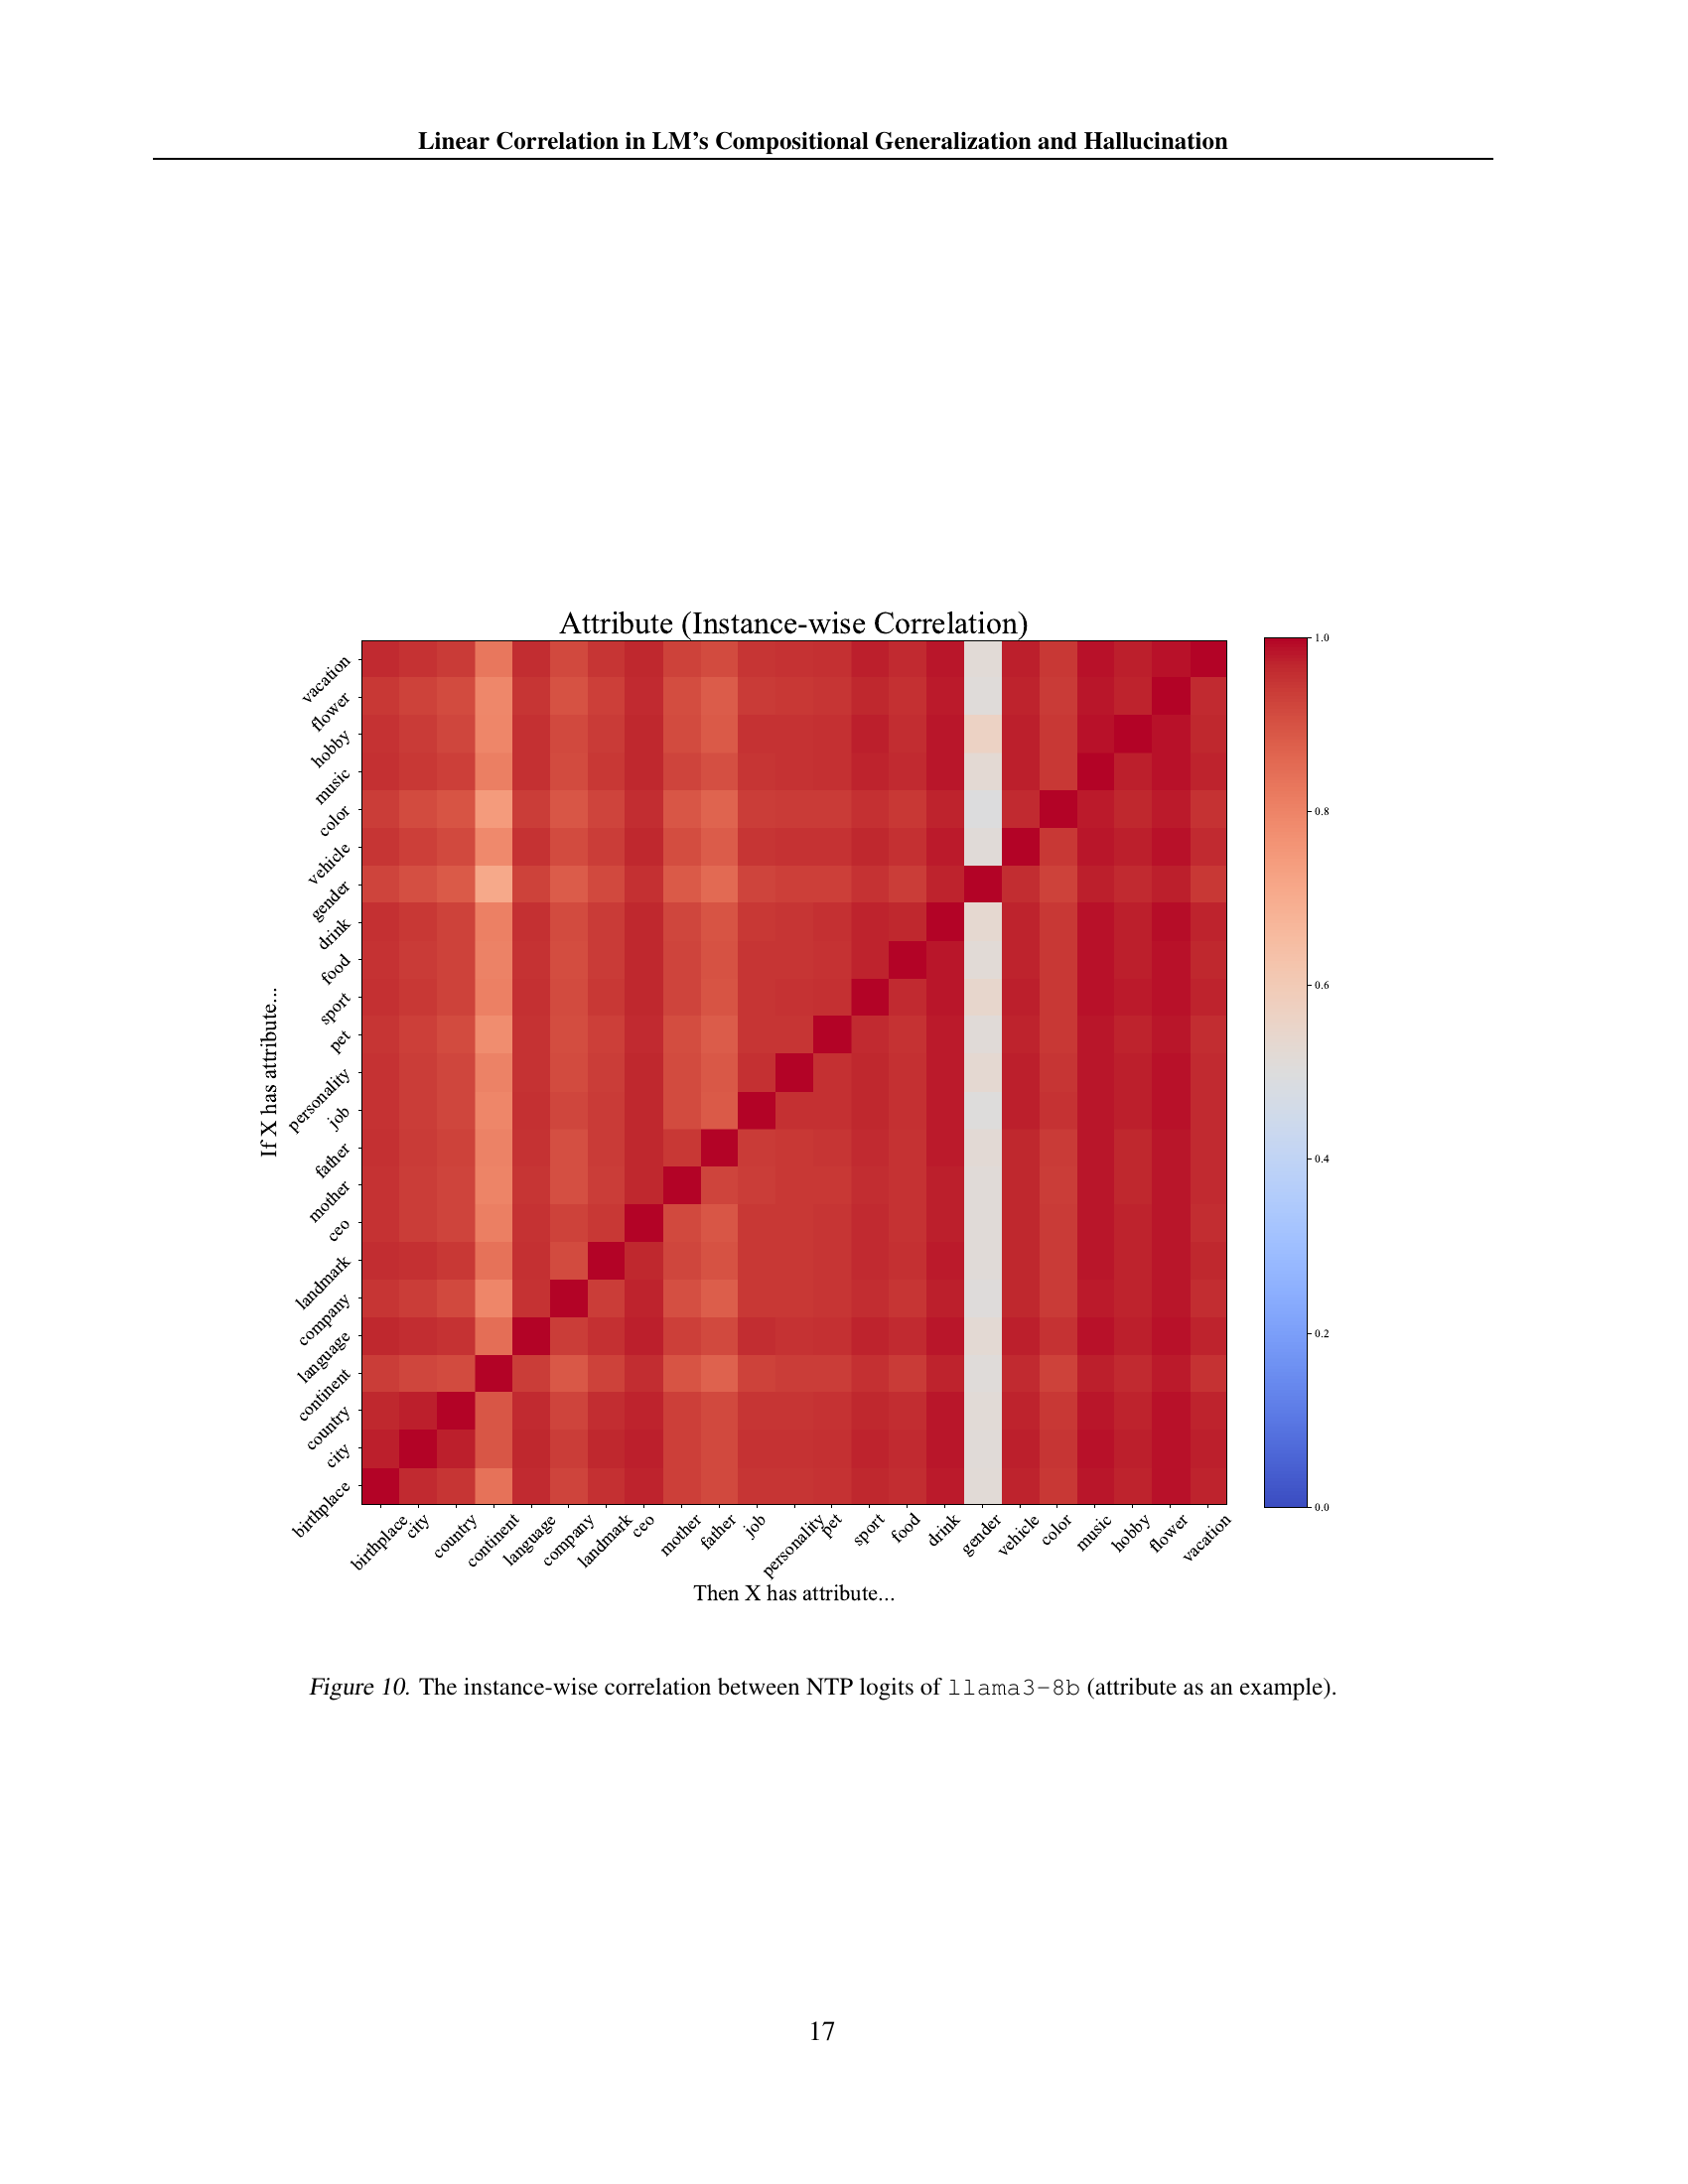 Linear Correlation in LM's Compositional Generalization and Hallucination
Attribute (Instance-wise Correlation)
If X has attribute...
vacation
flower
hobby
music
color
vehicle
gender
drink
food
sport
pet
personality
job
father
mother
ceo
landmark
company
language
continent
country
city
birthplace
birthplace
city
country
continent
language
company
landmark
ceo
mother
father
job
personality
pet
sport
food
drink
gender
vehicle
color
music
hobby
flower
vacation
Then X has attribute...
1.0
0.8
0.6
0.4
0.2
0.0
Figure 10. The instance-wise correlation between NTP logits of llama3-8b (attribute as an example).
17